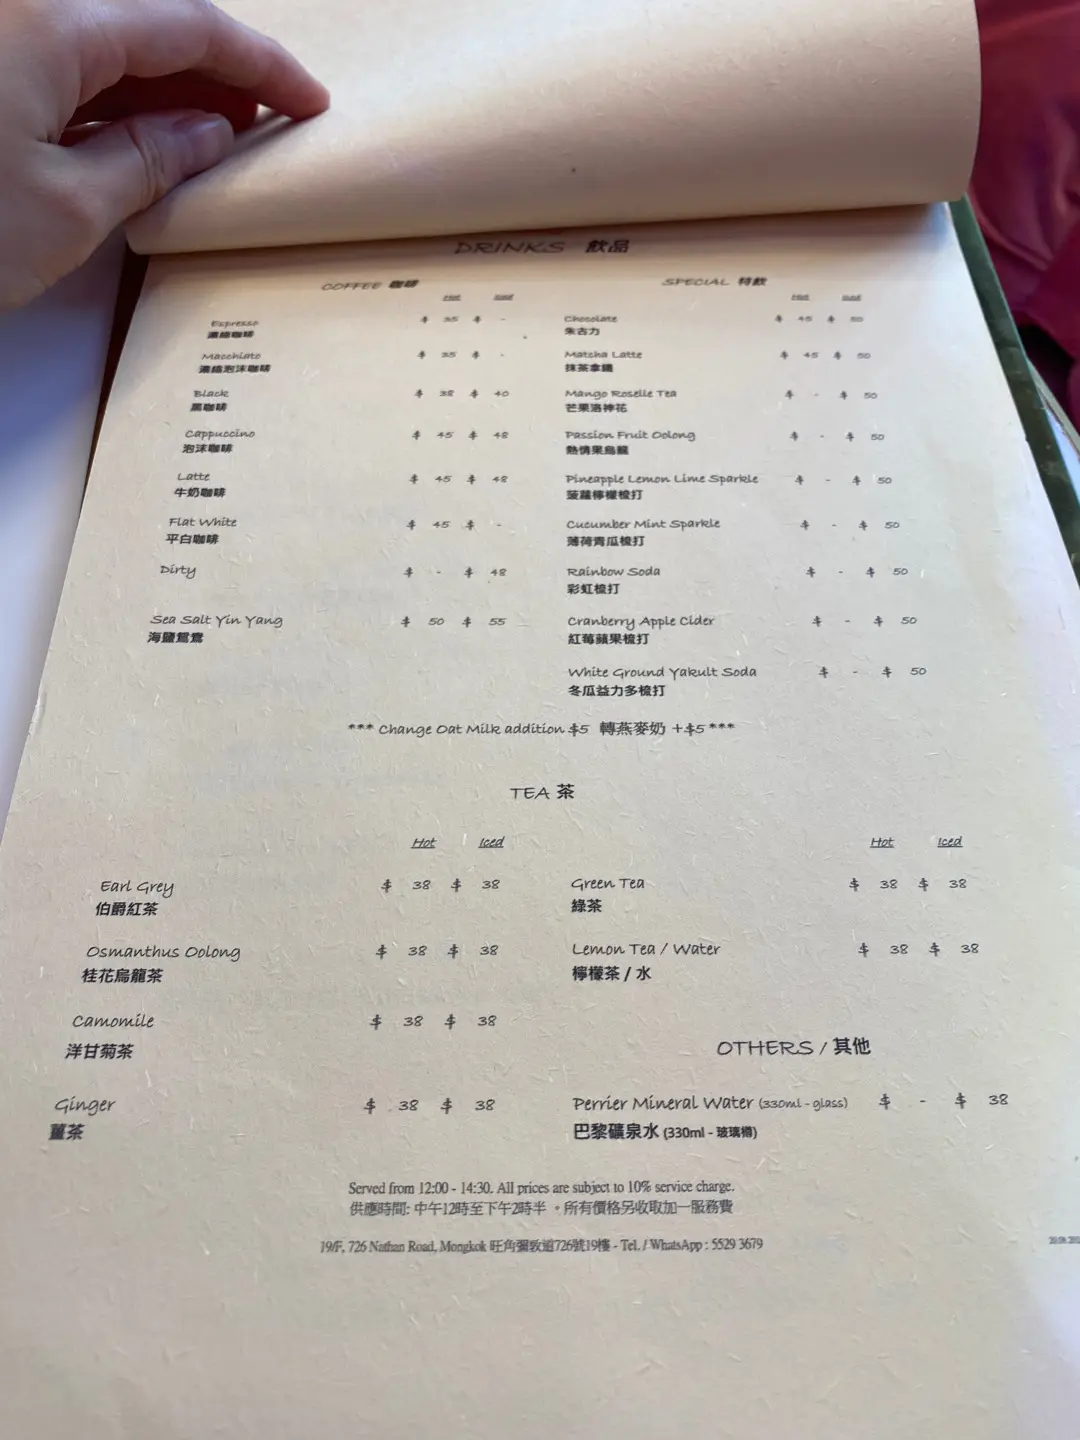 DRINKS 飲品
COFFEE 咖啡
Hot Iced
Espresso $ 35 $ -
濃縮咖啡
Macchiato $ 35 $ -
濃縮泡沫咖啡
Black $ 38 $ 40
黑咖啡
Cappuccino $ 45 $ 48
泡沫咖啡
Latte $ 45 $ 48
牛奶咖啡
Flat White $ 45 $ -
平白咖啡
Dirty $ - $ 48
Sea Salt Yin Yang $ 50 $ 55
海鹽鴛鴦
SPECIAL 特飲
Hot Iced
Chocolate $ 45 $ 50
朱古力
Matcha Latte $ 45 $ 50
抹茶拿鐵
Mango Roselle Tea $ - $ 50
芒果洛神花
Passion Fruit Oolong $ - $ 50
熱情果烏龍
Pineapple Lemon Lime Sparkle $ - $ 50
菠蘿檸檬梳打
Cucumber Mint Sparkle $ - $ 50
薄荷青瓜梳打
Rainbow Soda $ - $ 50
彩虹梳打
Cranberry Apple Cider $ - $ 50
紅莓蘋果梳打
White Ground Yakult Soda $ - $ 50
冬瓜益力多梳打
*** Change Oat Milk addition $5 轉燕麥奶 +$5 ***
TEA 茶
Hot Iced
Earl Grey $ 38 $ 38
伯爵紅茶
Osmanthus Oolong $ 38 $ 38
桂花烏龍茶
Camomile $ 38 $ 38
洋甘菊茶
Ginger $ 38 $ 38
薑茶
Hot Iced
Green Tea $ 38 $ 38
綠茶
Lemon Tea / Water $ 38 $ 38
檸檬茶 / 水
OTHERS / 其他
Perrier Mineral Water (330ml - glass) $ - $ 38
巴黎礦泉水 (330ml - 玻璃樽)
Served from 12:00 - 14:30. All prices are subject to 10% service charge.
供應時間: 中午12時至下午2時半 。所有價格另收取加一服務費
19/F, 726 Nathan Road, Mongkok 旺角彌敦道726號19樓 - Tel. / WhatsApp : 5529 3679